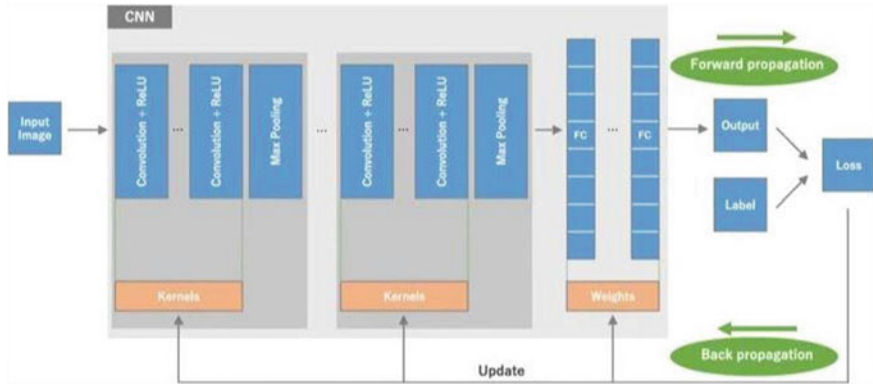 CNN
Input
Image
Convolution + ReLU
...
Convolution + ReLU
Max Pooling
...
Convolution + ReLU
...
Convolution + ReLU
Max Pooling
FC
...
FC
Kernels
Kernels
Weights
Forward propagation
Output
Label
Loss
Back propagation
Update